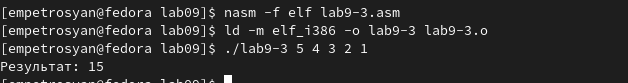 [empetrosyan@fedora lab09]$ nasm -f elf lab9-3.asm
[empetrosyan@fedora lab09]$ ld -m elf_i386 -o lab9-3 lab9-3.o
[empetrosyan@fedora lab09]$ ./lab9-3 5 4 3 2 1
Результат: 15